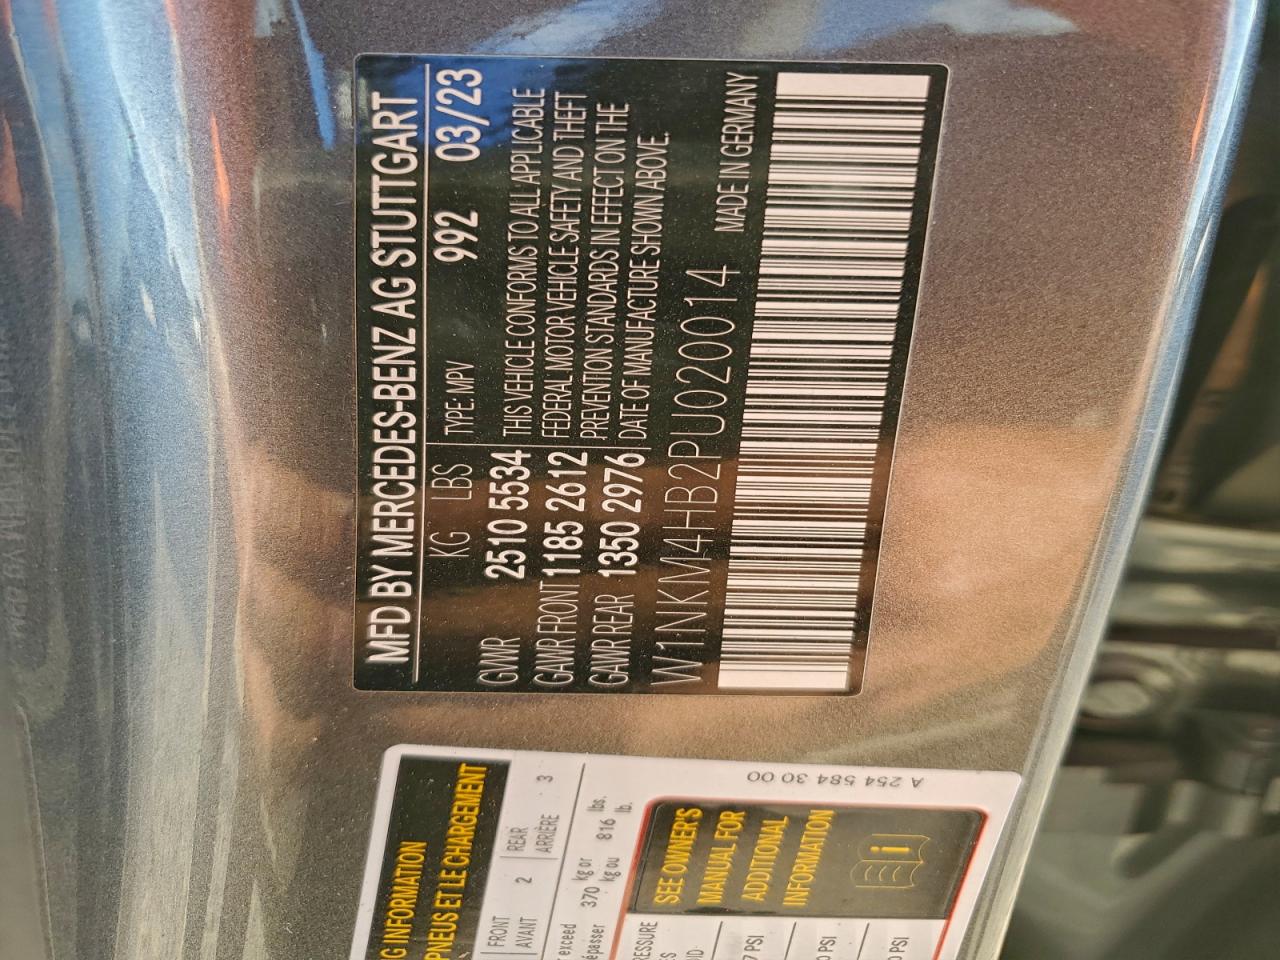 MFD BY MERCEDES-BENZ AG STUTTGART
KG LBS TYPE: MPV 992 03/23
GVWR 2510 5534
GAWR FRONT 1185 2612
GAWR REAR 1350 2976
THIS VEHICLE CONFORMS TO ALL APPLICABLE
FEDERAL MOTOR VEHICLE SAFETY AND THEFT
PREVENTION STANDARDS IN EFFECT ON THE
DATE OF MANUFACTURE SHOWN ABOVE.
W1NKM4HB2PU020014 MADE IN GERMANY
G INFORMATION
PNEUS ET LE CHARGEMENT
FRONT 2 REAR 3
AVANT ARRIÈRE
exceed 370 kg or 816 lbs.
kg ou lb.
SEE OWNER'S
MANUAL FOR
ADDITIONAL
INFORMATION
A 254 584 30 00
PSI
PSI
PSI